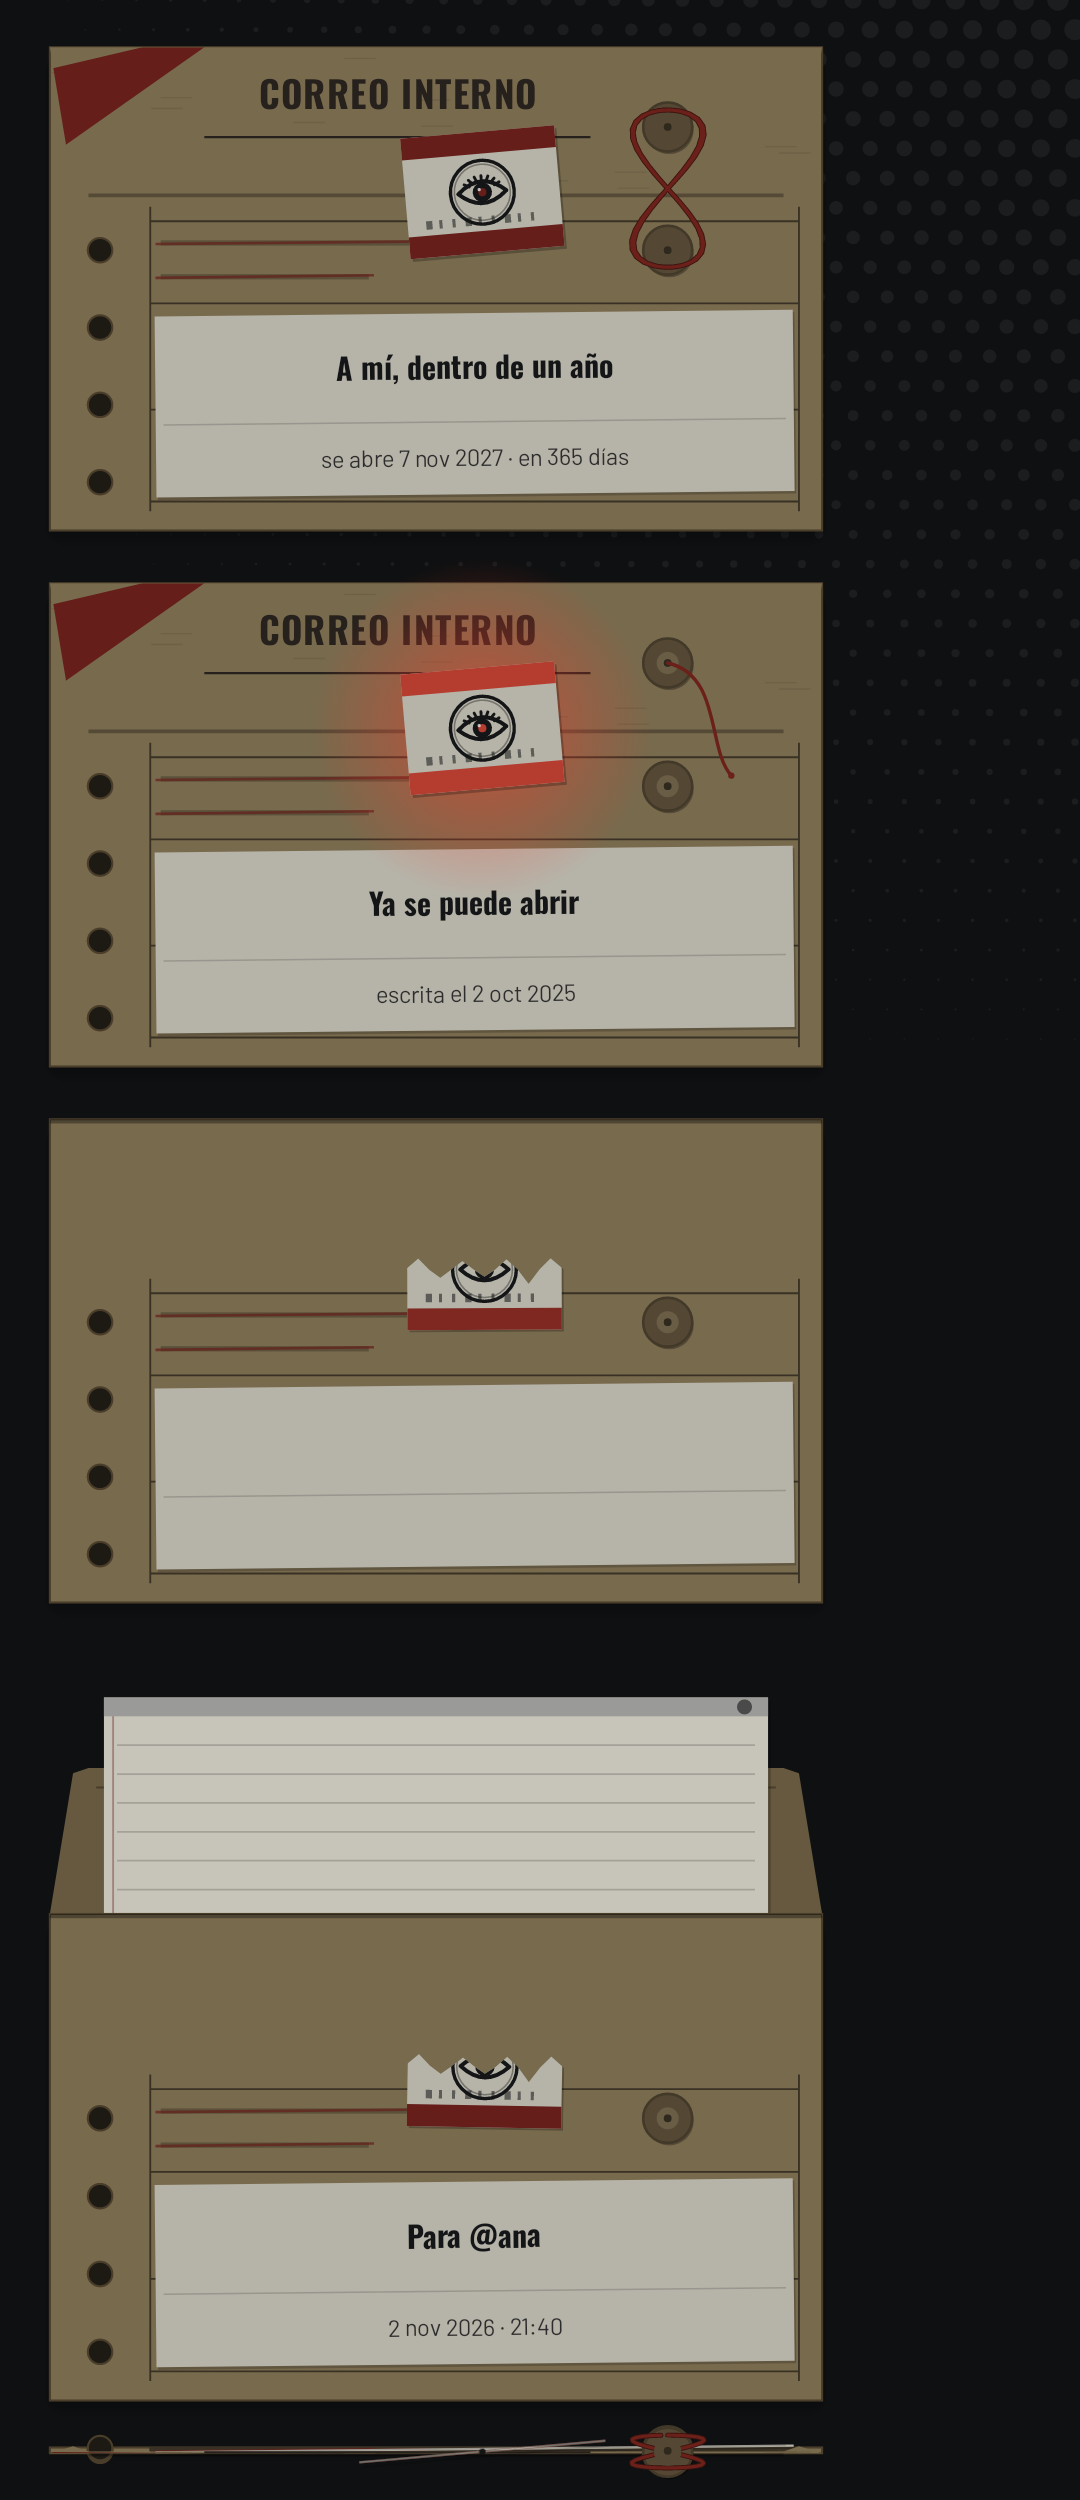 CORREO INTERNO
A mí, dentro de un año
se abre 7 nov 2027 · en 365 días
CORREO INTERNO
Ya se puede abrir
escrita el 2 oct 2025
Para @ana
2 nov 2026 · 21:40